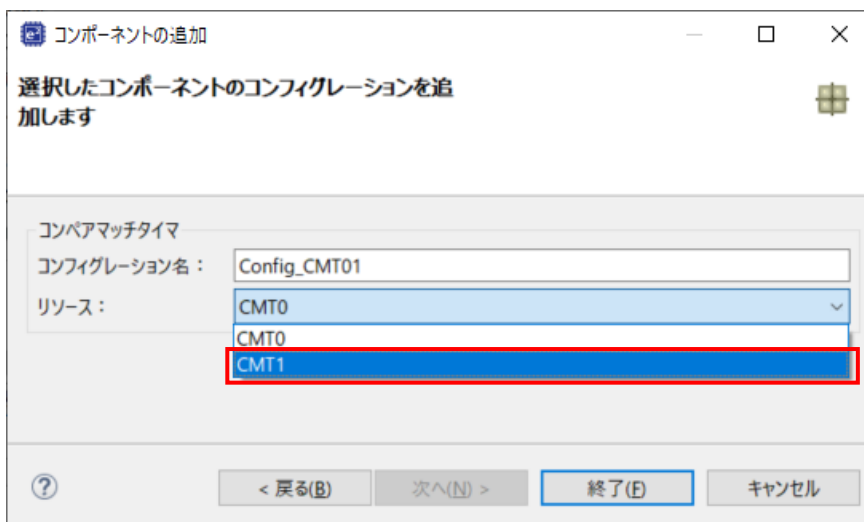 コンポーネントの追加
選択したコンポーネントのコンフィグレーションを追
加します
コンペアマッチタイマ
コンフィグレーション名：
Config_CMT01
リソース：
CMT0
CMT0
CMT1
< 戻る(B)
次へ(N) >
終了(F)
キャンセル